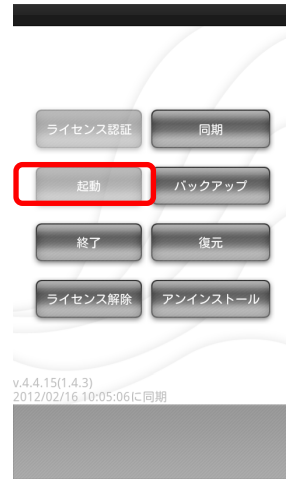 ライセンス認証
同期
起動
バックアップ
終了
復元
ライセンス解除
アンインストール
v.4.4.15(1.4.3)
2012/02/16 10:05:06に同期